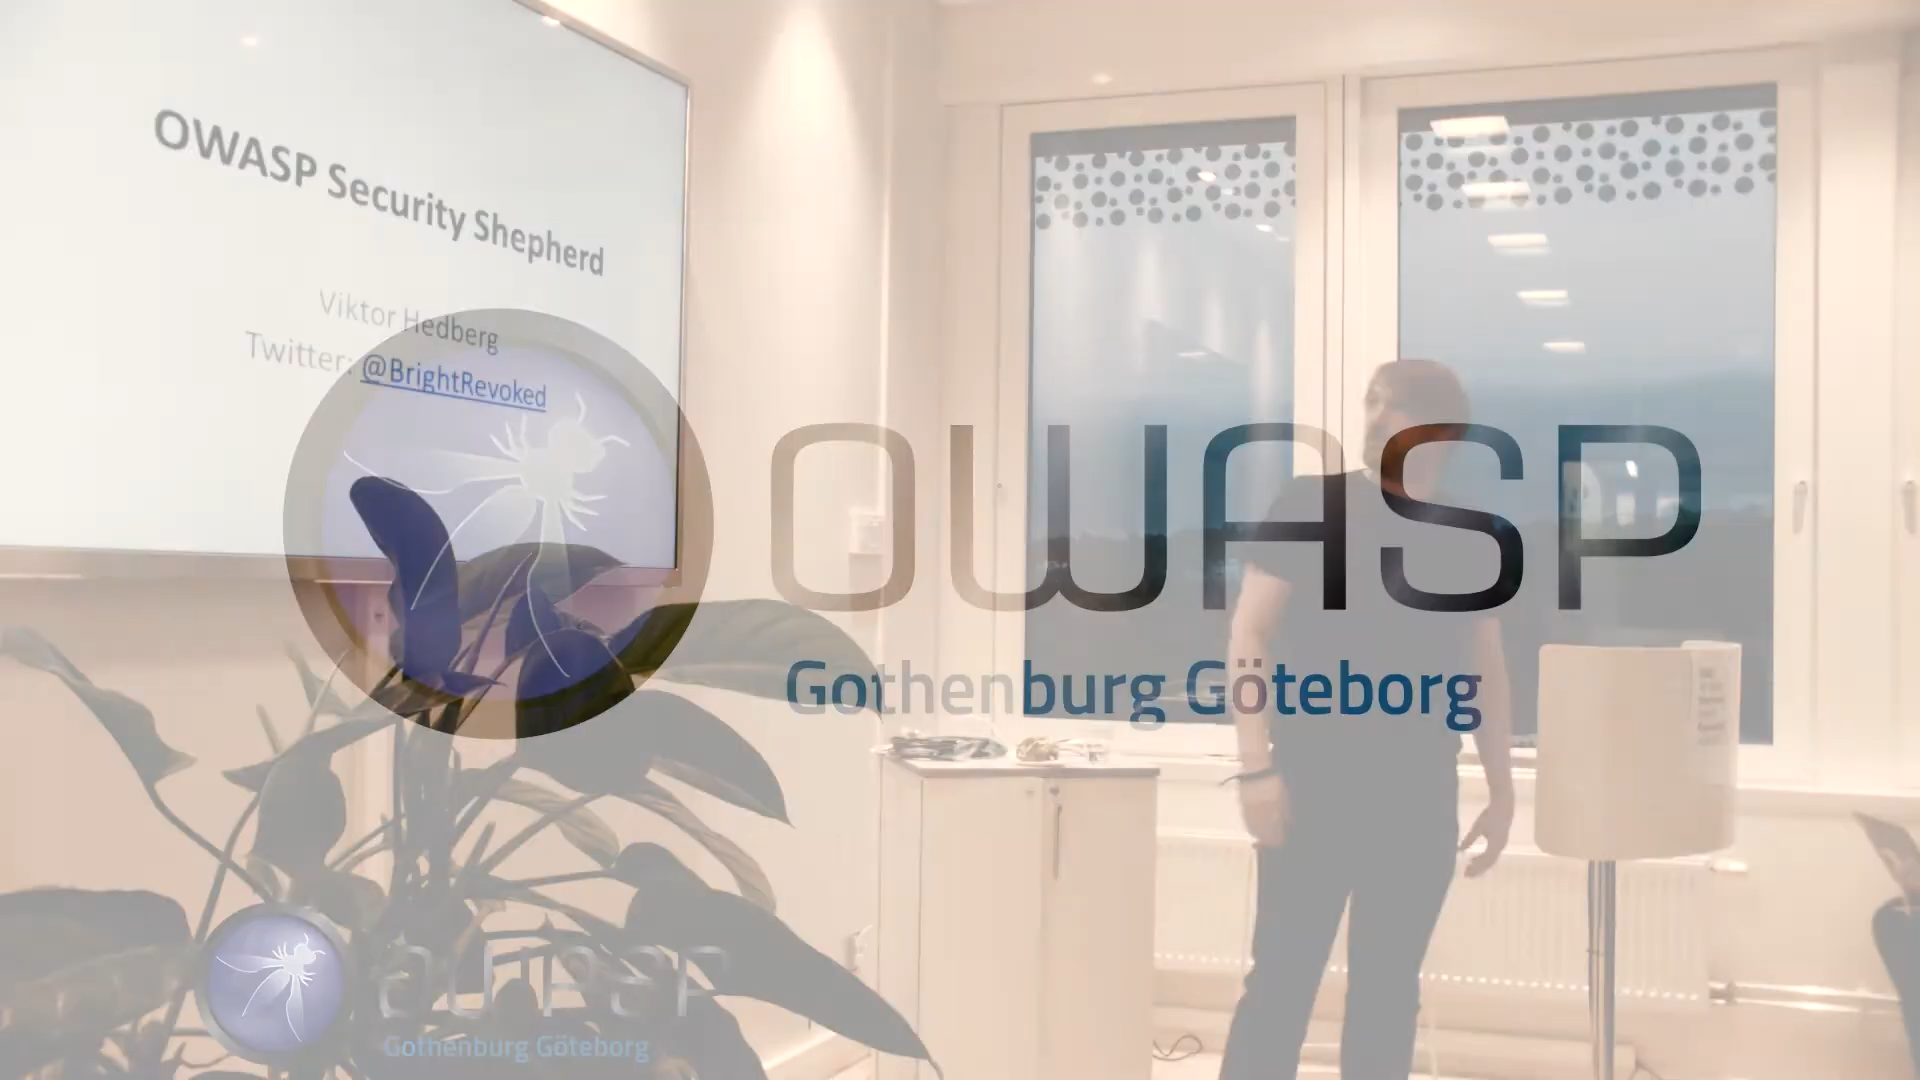 OWASP Security Shepherd
Viktor Hedberg
Twitter: @BrightRevoked
OWASP
Gothenburg Göteborg
OWASP
Gothenburg Göteborg